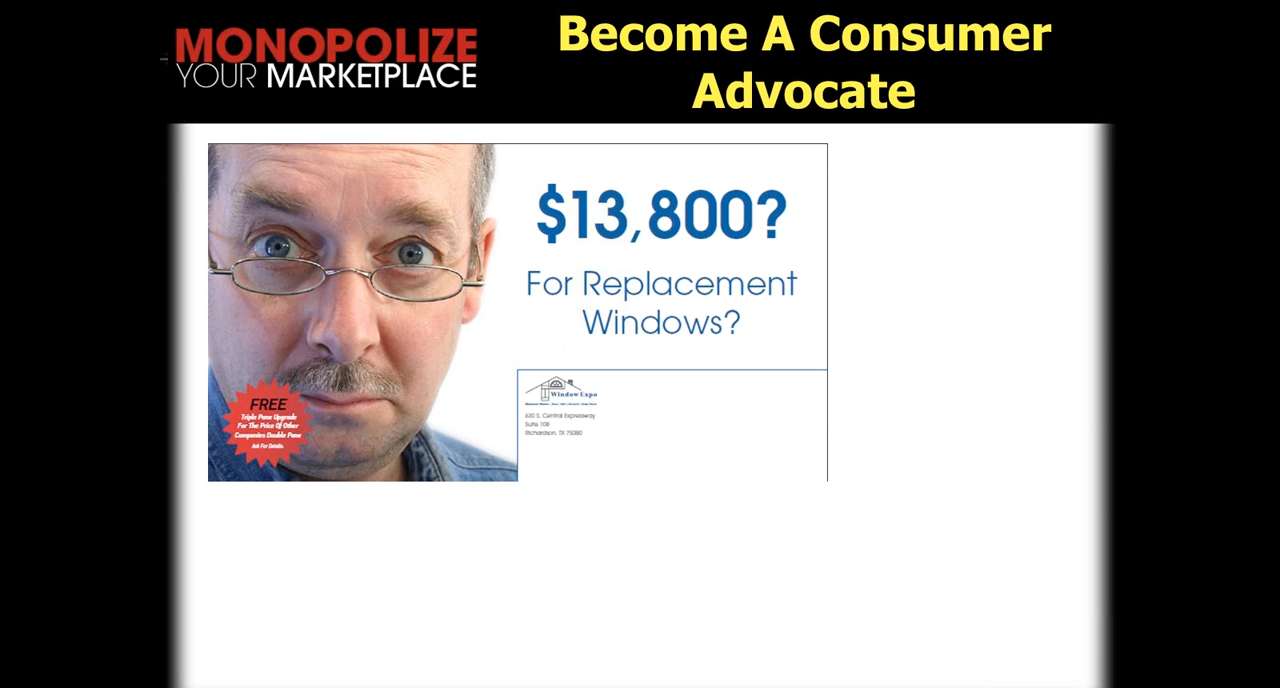 MONOPOLIZE
YOUR MARKETPLACE
Become A Consumer
Advocate
$13,800?
For Replacement
Windows?
FREE
Triple Pane Upgrade
For The Price Of Other
Companies Double Pane
Ask For Details.
Window Expo
630 S. Central Expressway
Suite 108
Richardson, TX 75080